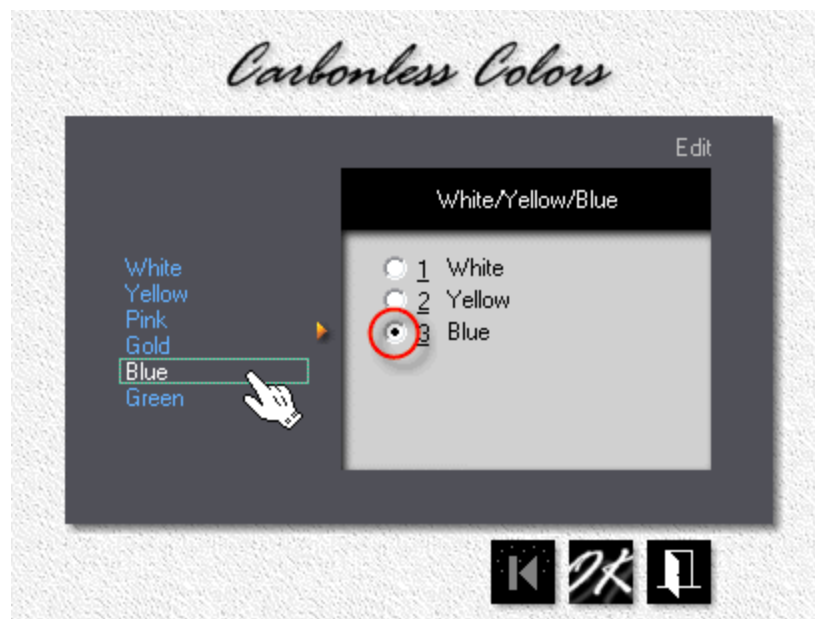 Carbonless Colors
Edit
White/Yellow/Blue
White
Yellow
Pink
Gold
Blue
Green
1 White
2 Yellow
3 Blue
OK